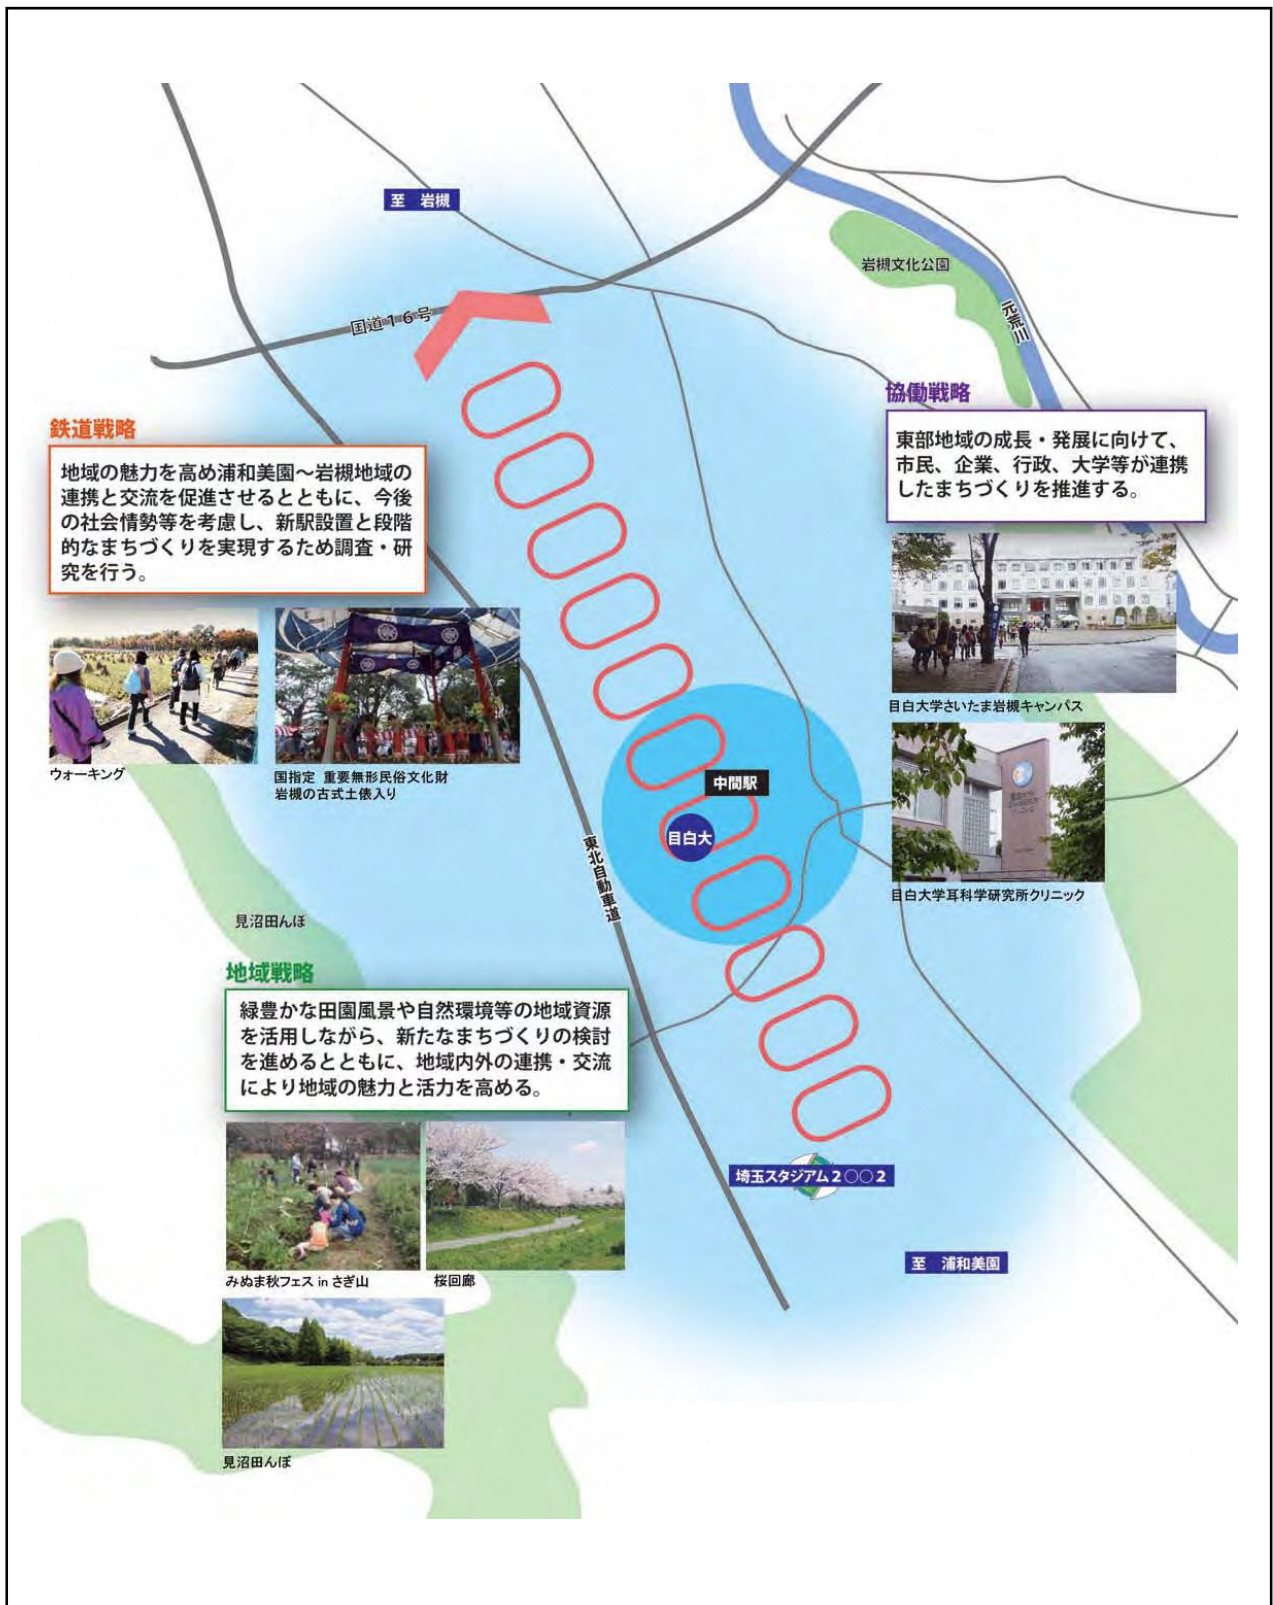 至 岩槻
岩槻文化公園
元荒川
国道16号
鉄道戦略
地域の魅力を高め浦和美園～岩槻地域の
連携と交流を促進させるとともに、今後
の社会情勢等を考慮し、新駅設置と段階
的なまちづくりを実現するため調査・研
究を行う。
ウォーキング
国指定 重要無形民俗文化財
岩槻の古式土俵入り
協働戦略
東部地域の成長・発展に向けて、
市民、企業、行政、大学等が連携
したまちづくりを推進する。
目白大学さいたま岩槻キャンパス
目白大学耳科学研究所クリニック
中間駅
目白大
東北自動車道
見沼田んぼ
地域戦略
緑豊かな田園風景や自然環境等の地域資源
を活用しながら、新たなまちづくりの検討
を進めるとともに、地域内外の連携・交流
により地域の魅力と活力を高める。
みぬま秋フェス in さぎ山
桜回廊
見沼田んぼ
埼玉スタジアム2○○2
至 浦和美園